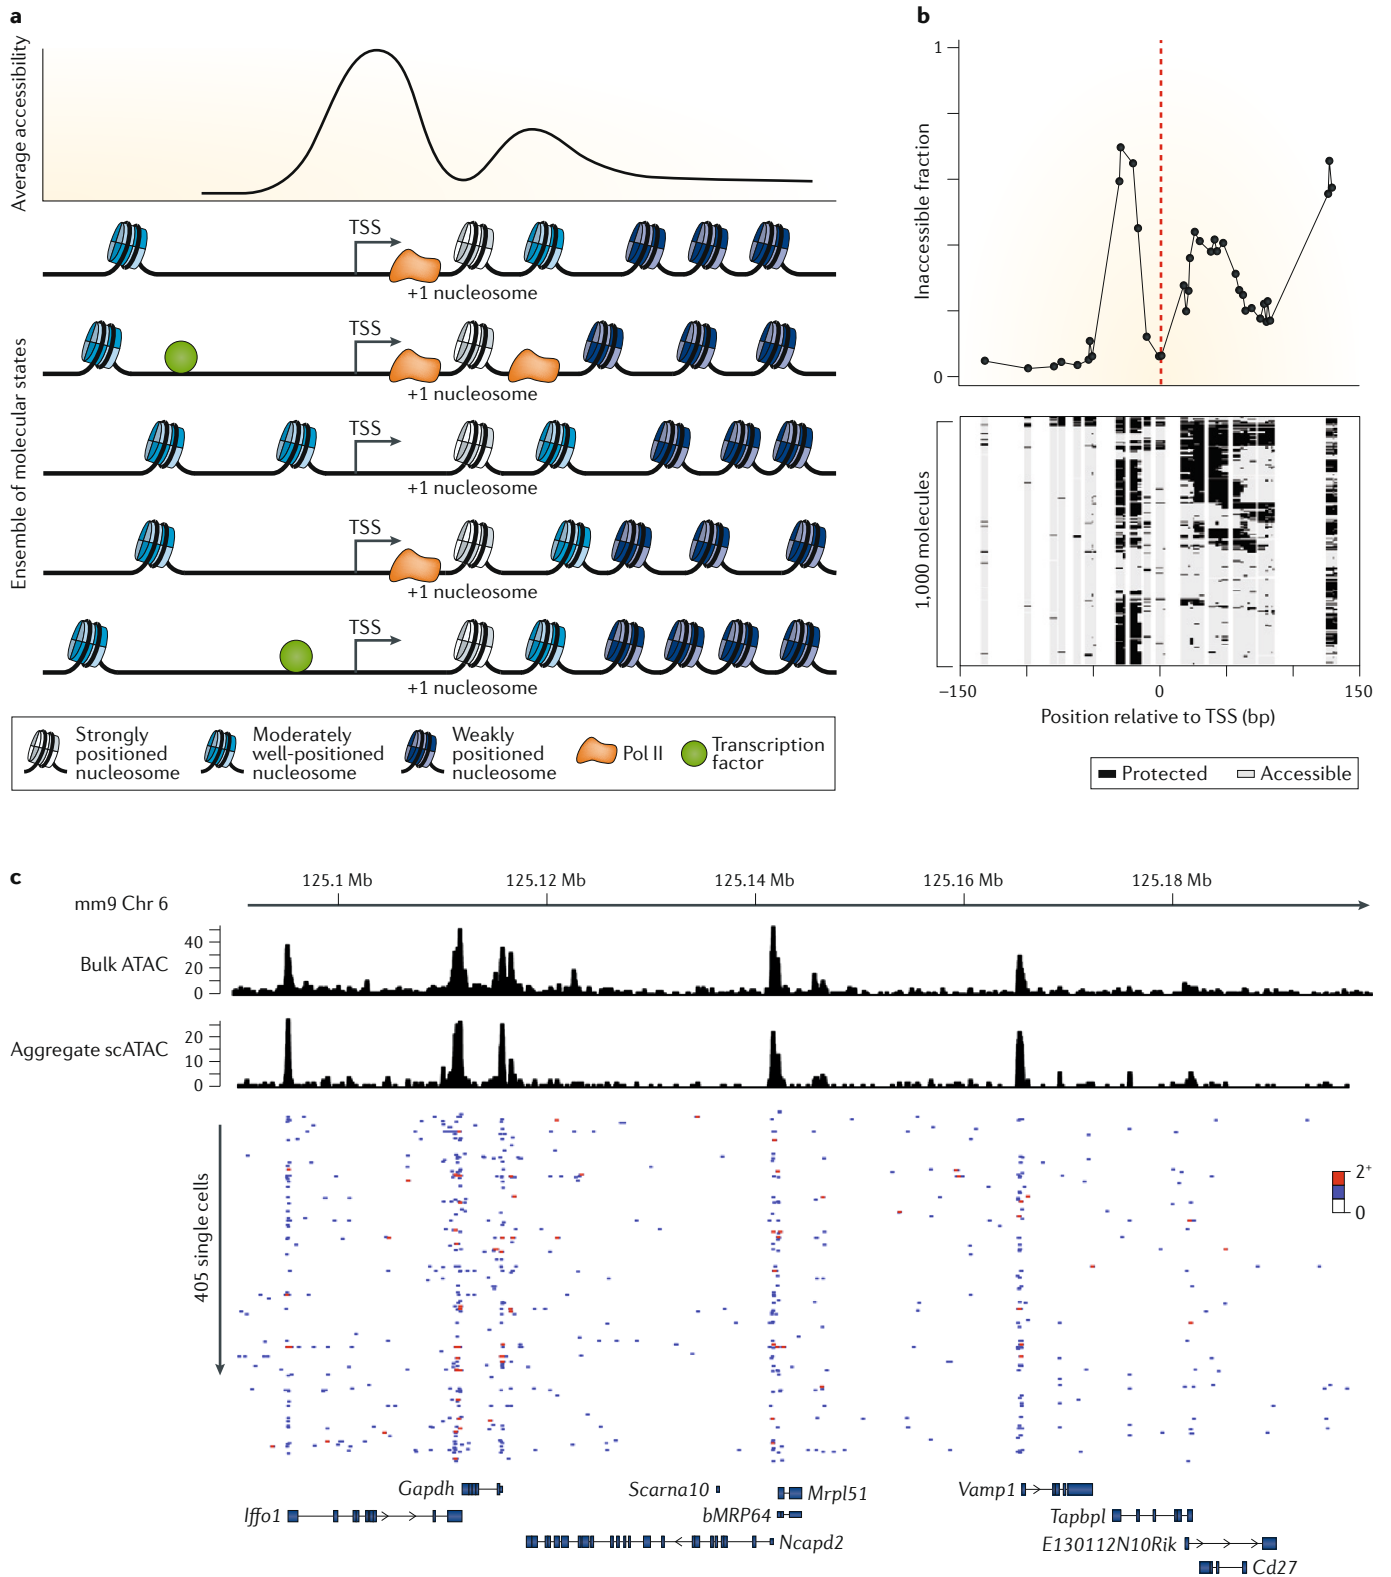 a
Average accessibility
Ensemble of molecular states
TSS
+1 nucleosome
TSS
+1 nucleosome
TSS
+1 nucleosome
TSS
+1 nucleosome
TSS
+1 nucleosome
Strongly
positioned
nucleosome
Moderately
well-positioned
nucleosome
Weakly
positioned
nucleosome
Pol II
Transcription
factor
b
1
Inaccessible fraction
0
1,000 molecules
−150 0 150
Position relative to TSS (bp)
Protected Accessible
c
125.1 Mb 125.12 Mb 125.14 Mb 125.16 Mb 125.18 Mb
mm9 Chr 6
Bulk ATAC
40
20
0
Aggregate scATAC
20
10
0
405 single cells
2+
0
Gapdh Scarna10 Mrpl51 Vamp1
Iffo1 bMRP64 Tapbpl
Ncapd2 E130112N10Rik
Cd27